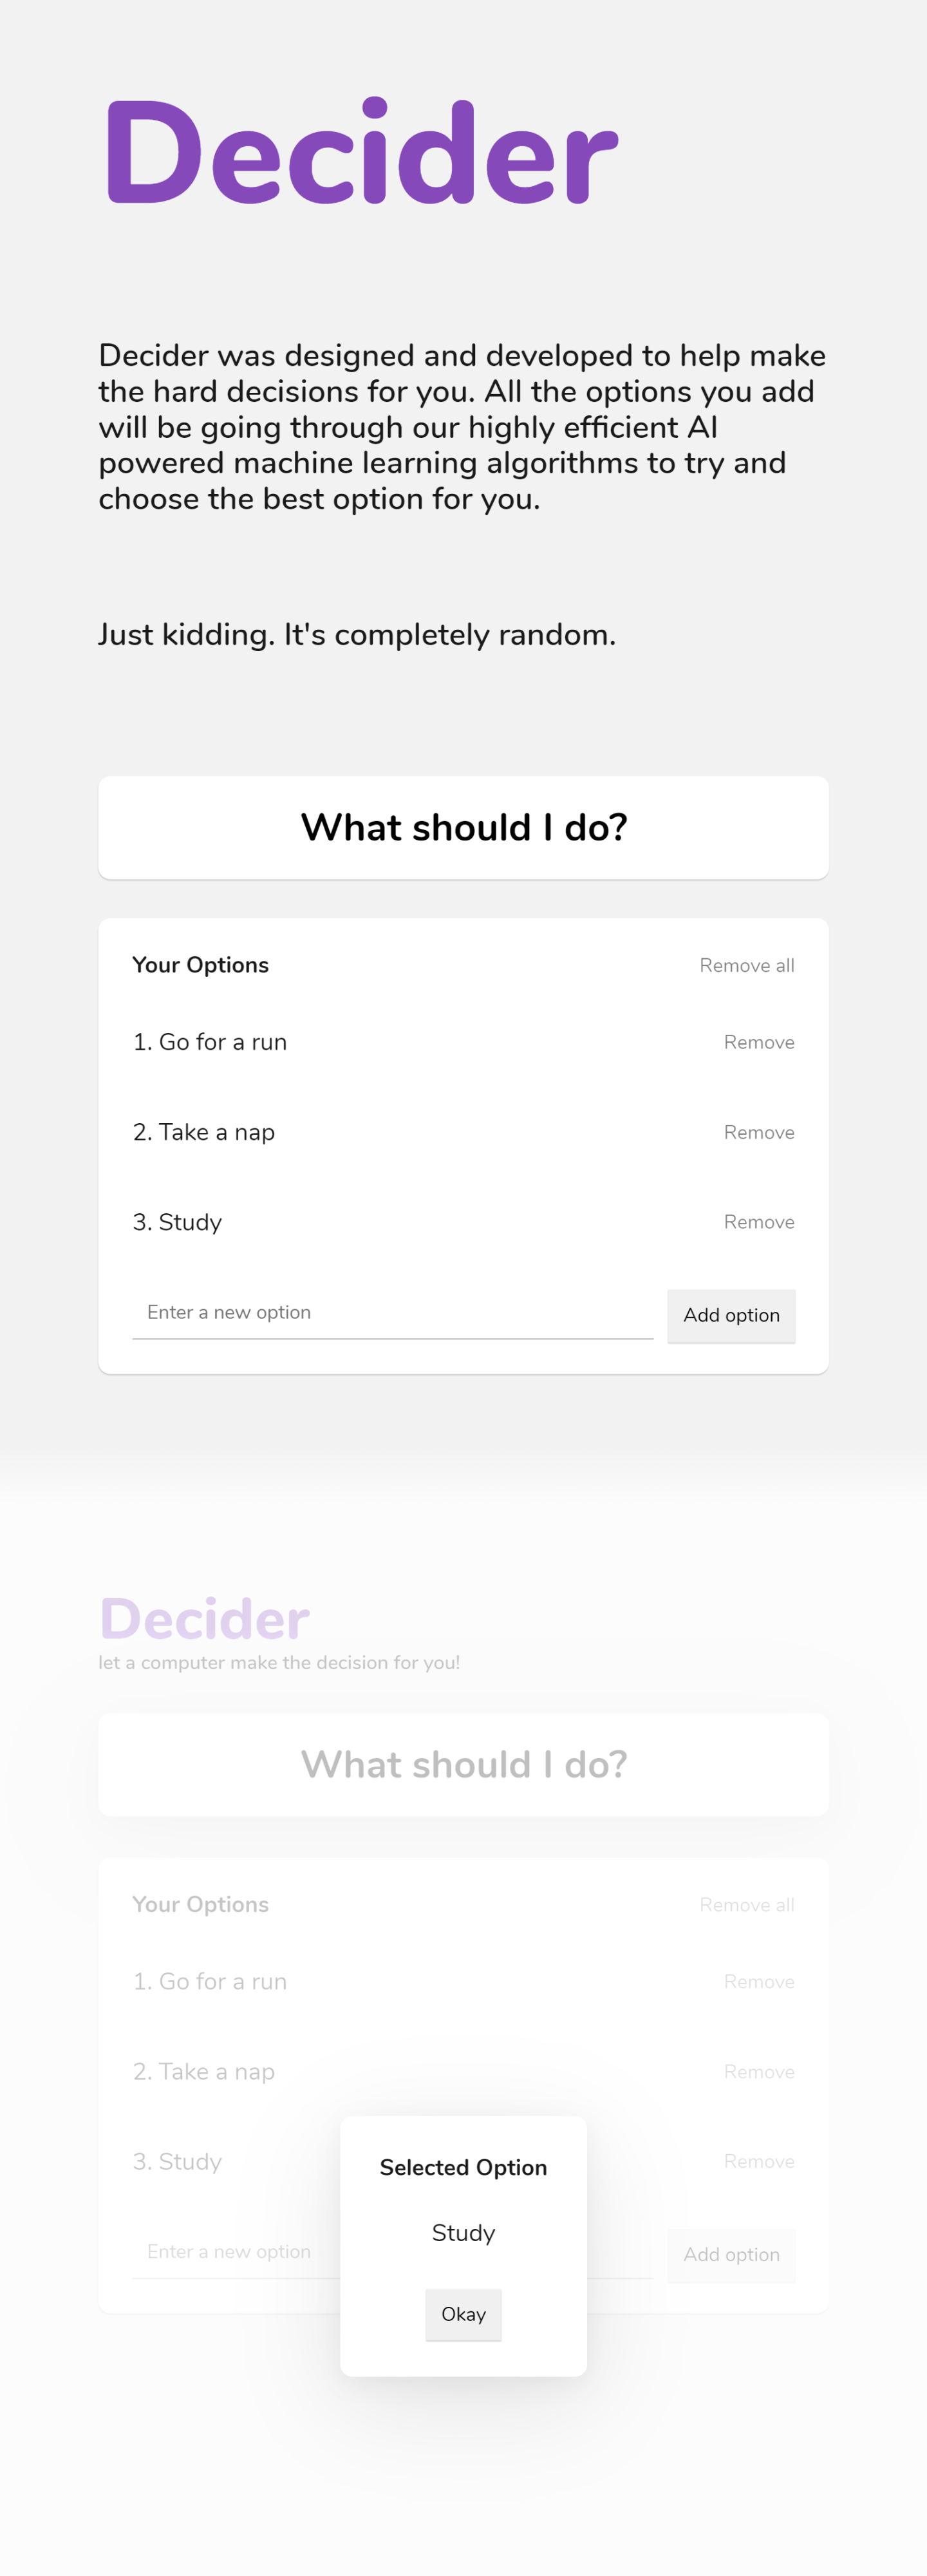 Decider
Decider was designed and developed to help make
the hard decisions for you. All the options you add
will be going through our highly efficient AI
powered machine learning algorithms to try and
choose the best option for you.
Just kidding. It's completely random.
What should I do?
Your Options Remove all
1. Go for a run Remove
2. Take a nap Remove
3. Study Remove
Enter a new option Add option
Decider
let a computer make the decision for you!
What should I do?
Your Options Remove all
1. Go for a run Remove
2. Take a nap Remove
3. Study Remove
Enter a new option Add option
Selected Option
Study
Okay